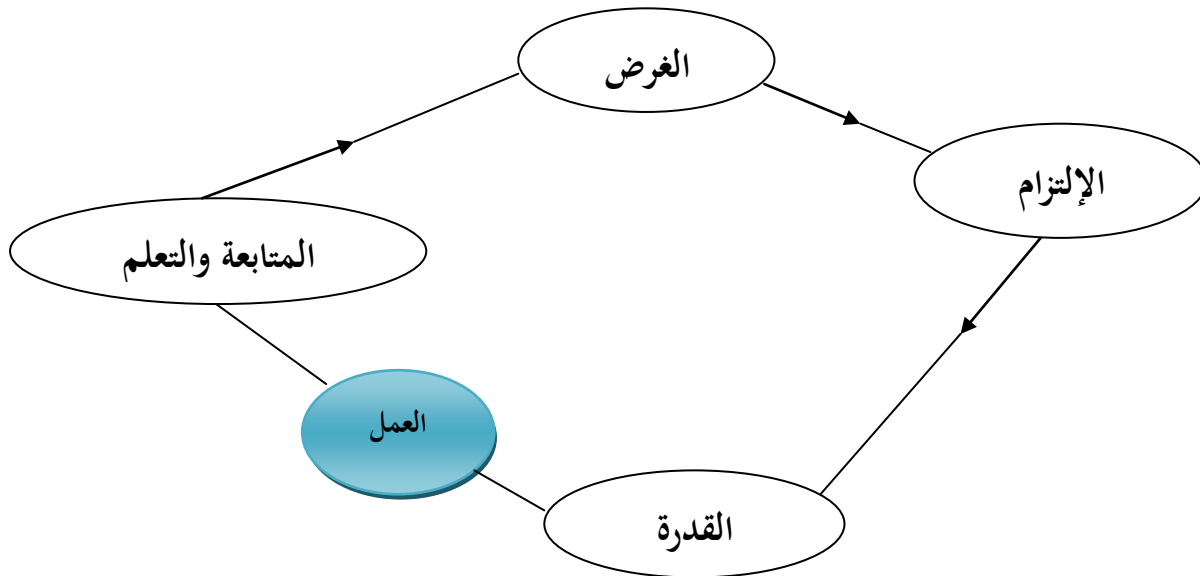 الغرض
الإلتزام
المتابعة والتعلم
العمل
القدرة